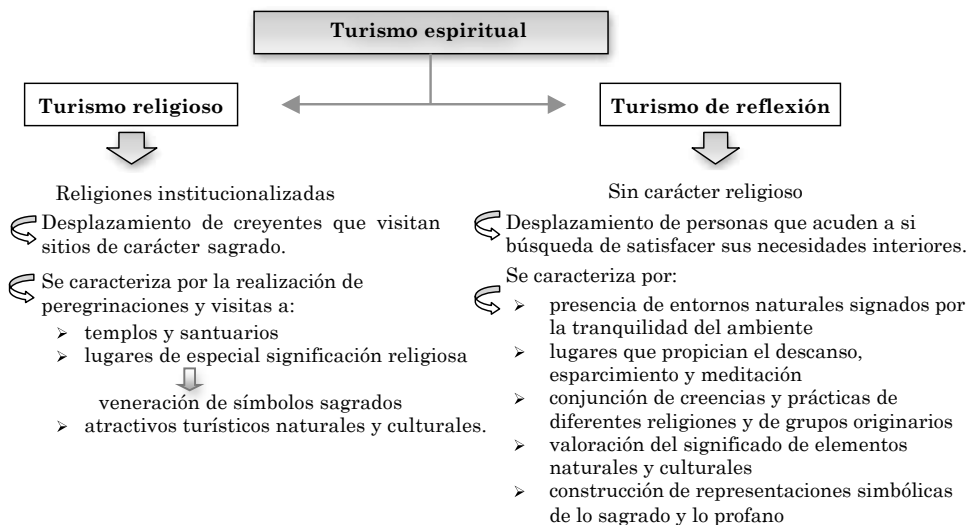 Turismo espiritual
Turismo religioso
Religiones institucionalizadas
Desplazamiento de creyentes que visitan
sitios de carácter sagrado.
Se caracteriza por la realización de
peregrinaciones y visitas a:
➢ templos y santuarios
➢ lugares de especial significación religiosa
veneración de símbolos sagrados
➢ atractivos turísticos naturales y culturales.
Turismo de reflexión
Sin carácter religioso
Desplazamiento de personas que acuden a si
búsqueda de satisfacer sus necesidades interiores.
Se caracteriza por:
➢ presencia de entornos naturales signados por
la tranquilidad del ambiente
➢ lugares que propician el descanso,
esparcimiento y meditación
➢ conjunción de creencias y prácticas de
diferentes religiones y de grupos originarios
➢ valoración del significado de elementos
naturales y culturales
➢ construcción de representaciones simbólicas
de lo sagrado y lo profano